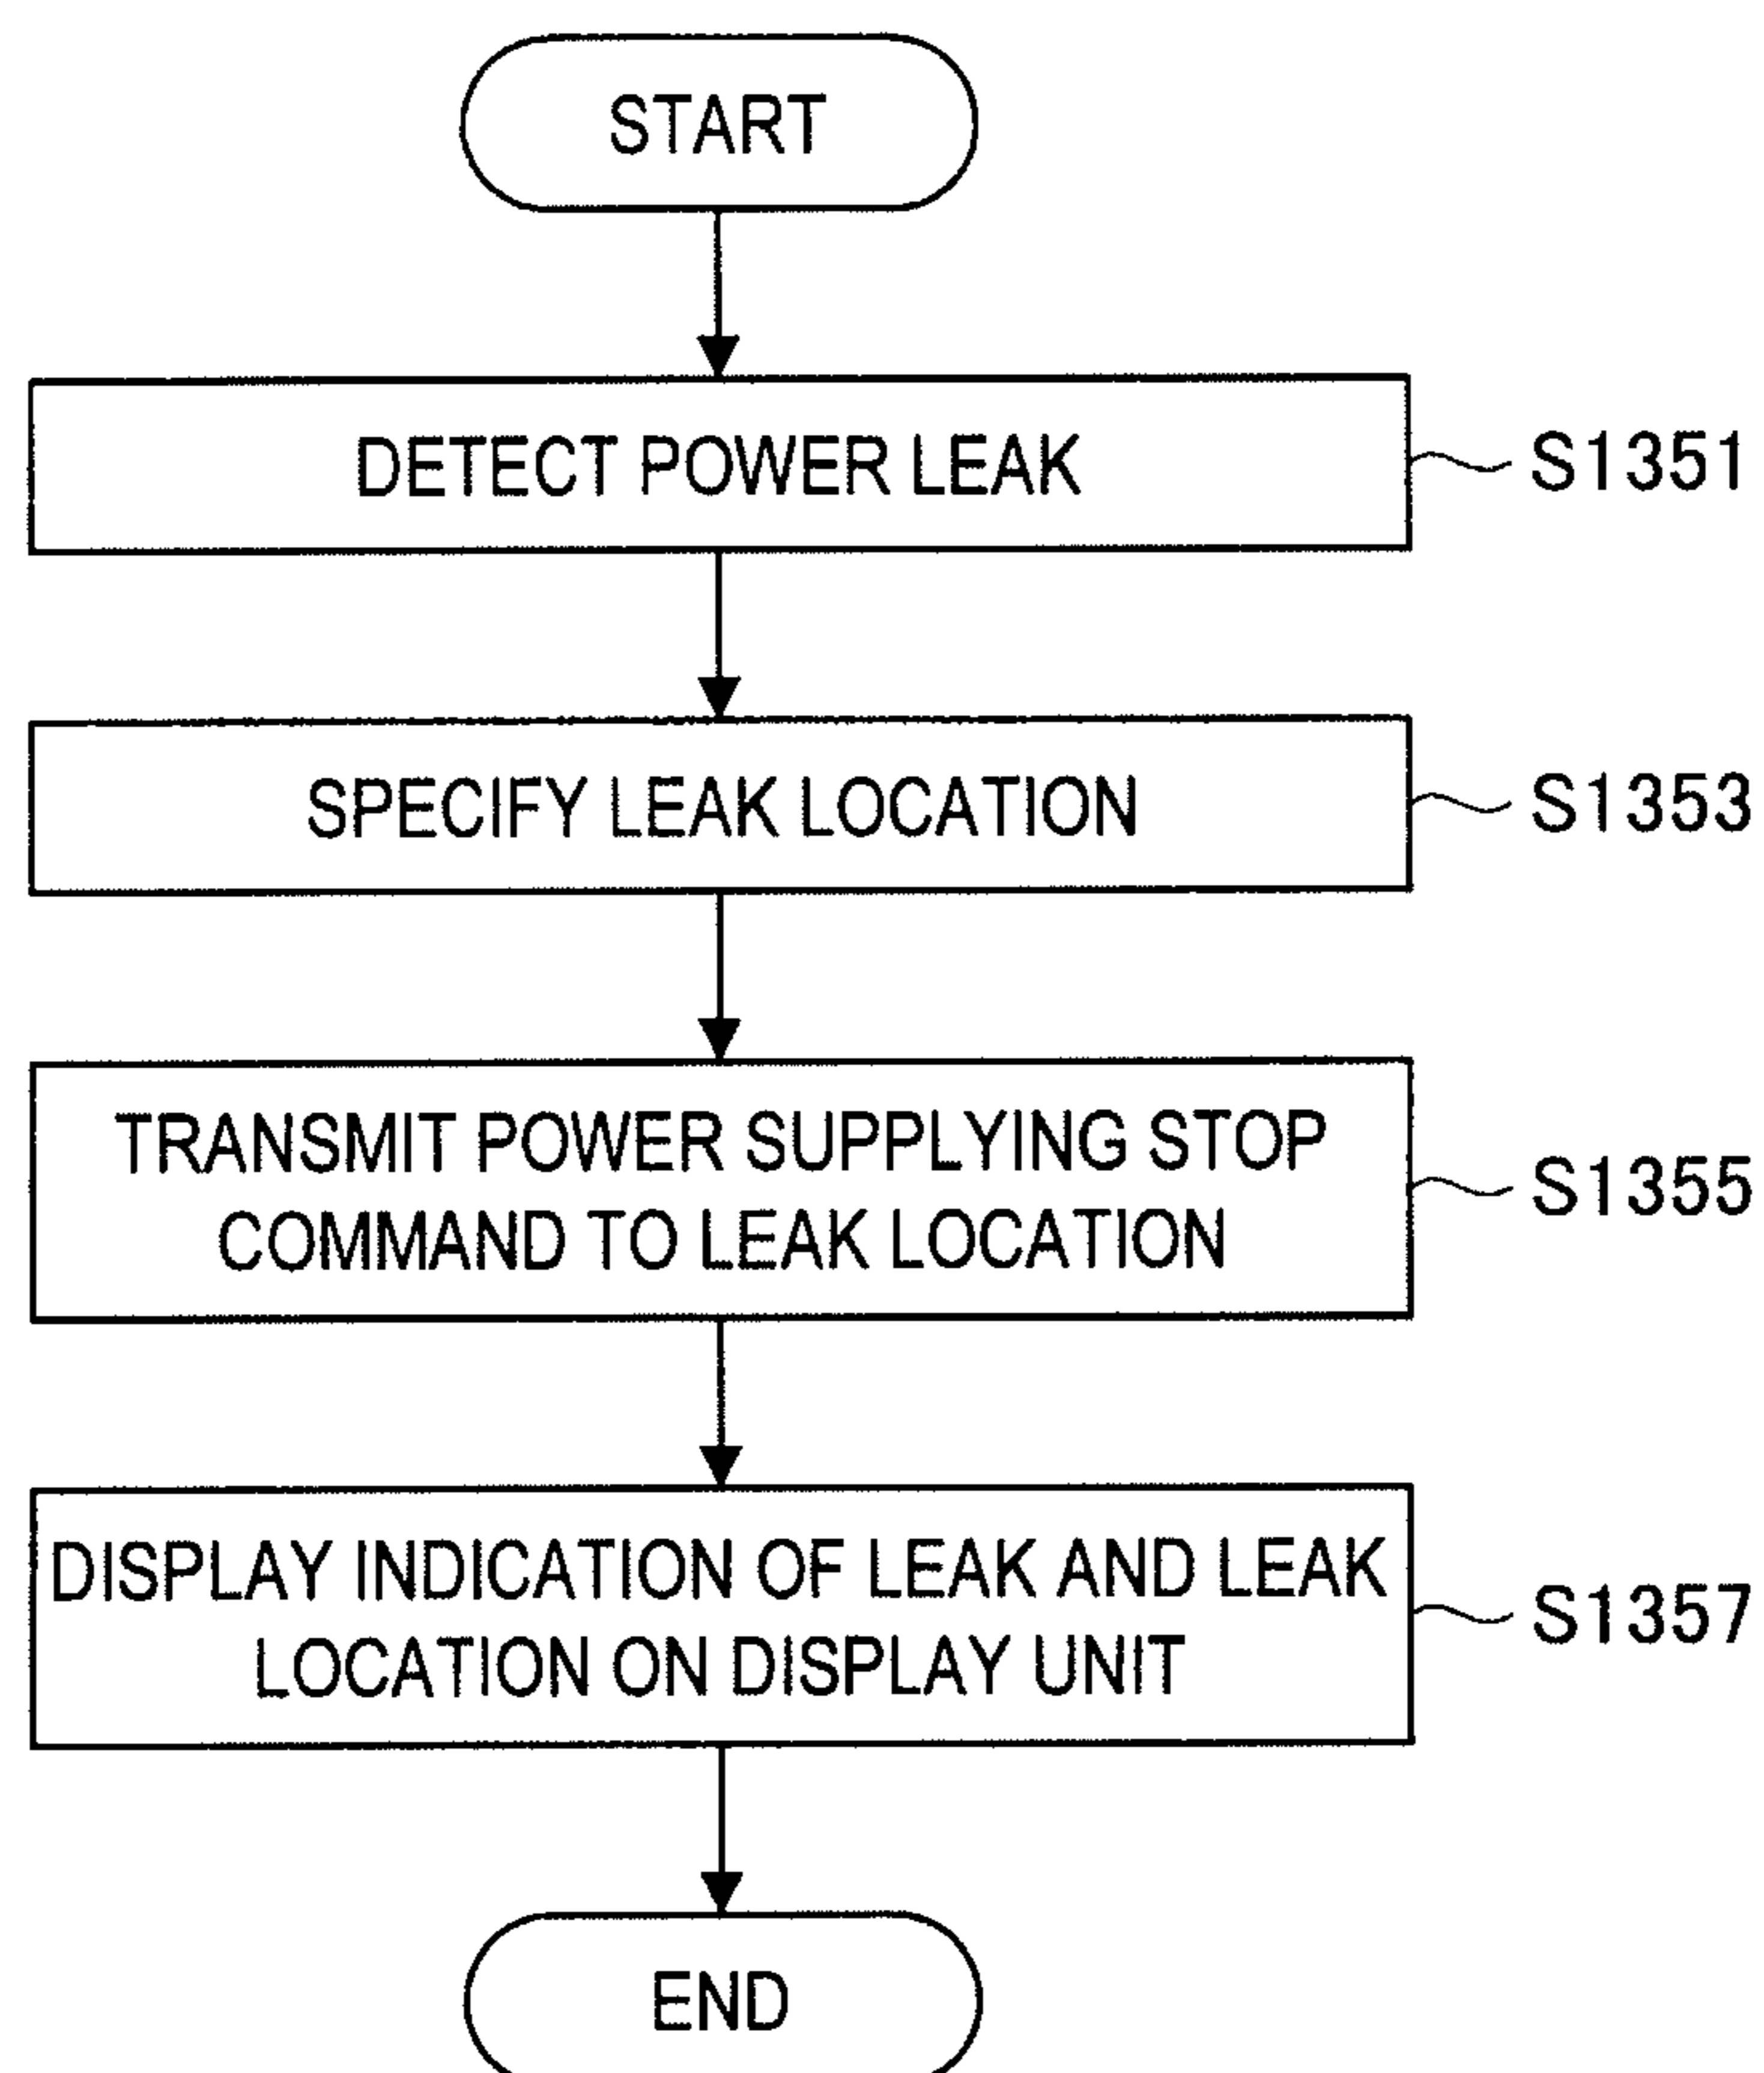 START
DETECT POWER LEAK
S1351
SPECIFY LEAK LOCATION
S1353
TRANSMIT POWER SUPPLYING STOP
COMMAND TO LEAK LOCATION
S1355
DISPLAY INDICATION OF LEAK AND LEAK
LOCATION ON DISPLAY UNIT
S1357
END